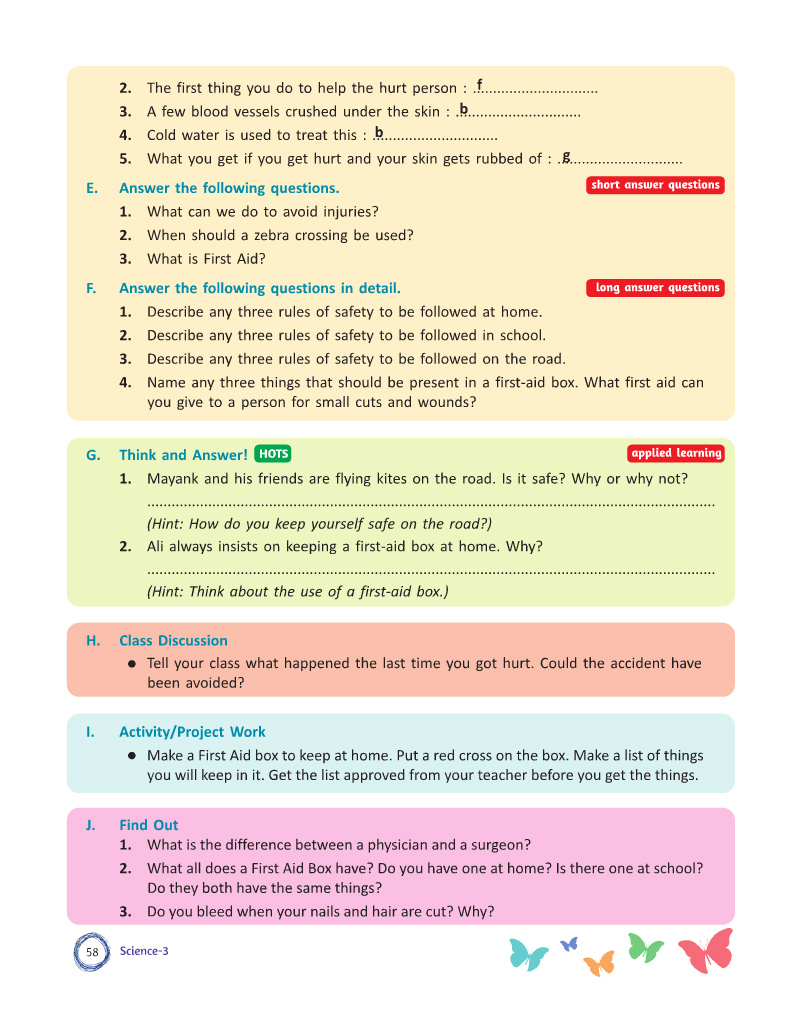 2. The first thing you do to help the hurt person : .f.............................
3. A few blood vessels crushed under the skin : .b.............................
4. Cold water is used to treat this : .b.............................
5. What you get if you get hurt and your skin gets rubbed of : .g.............................
E. Answer the following questions. short answer questions
1. What can we do to avoid injuries?
2. When should a zebra crossing be used?
3. What is First Aid?
F. Answer the following questions in detail. long answer questions
1. Describe any three rules of safety to be followed at home.
2. Describe any three rules of safety to be followed in school.
3. Describe any three rules of safety to be followed on the road.
4. Name any three things that should be present in a first-aid box. What first aid can
you give to a person for small cuts and wounds?
G. Think and Answer! HOTS applied learning
1. Mayank and his friends are flying kites on the road. Is it safe? Why or why not?
............................................................................................................................................
(Hint: How do you keep yourself safe on the road?)
2. Ali always insists on keeping a first-aid box at home. Why?
............................................................................................................................................
(Hint: Think about the use of a first-aid box.)
H. Class Discussion
● Tell your class what happened the last time you got hurt. Could the accident have
been avoided?
I. Activity/Project Work
● Make a First Aid box to keep at home. Put a red cross on the box. Make a list of things
you will keep in it. Get the list approved from your teacher before you get the things.
J. Find Out
1. What is the difference between a physician and a surgeon?
2. What all does a First Aid Box have? Do you have one at home? Is there one at school?
Do they both have the same things?
3. Do you bleed when your nails and hair are cut? Why?
58 Science-3